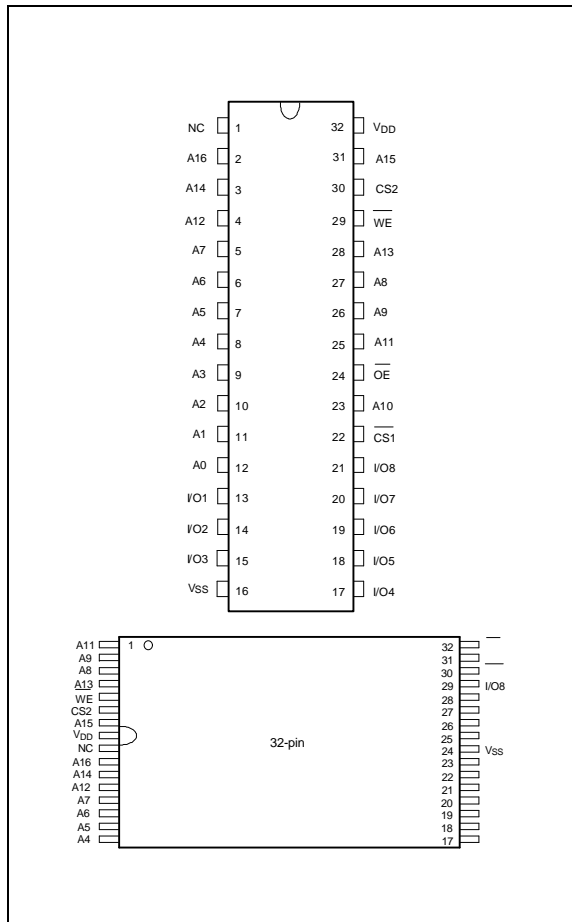 NC 1 32 VDD
A16 2 31 A15
A14 3 30 CS2
A12 4 29 WE
A7 5 28 A13
A6 6 27 A8
A5 7 26 A9
A4 8 25 A11
A3 9 24 OE
A2 10 23 A10
A1 11 22 CS1
A0 12 21 I/O8
I/O1 13 20 I/O7
I/O2 14 19 I/O6
I/O3 15 18 I/O5
VSS 16 17 I/O4
A11 1 32
A9 31
A8 30
A13 29 I/O8
WE 28
CS2 27
A15 26
VDD 25
NC 32-pin 24 VSS
A16 23
A14 22
A12 21
A7 20
A6 19
A5 18
A4 17